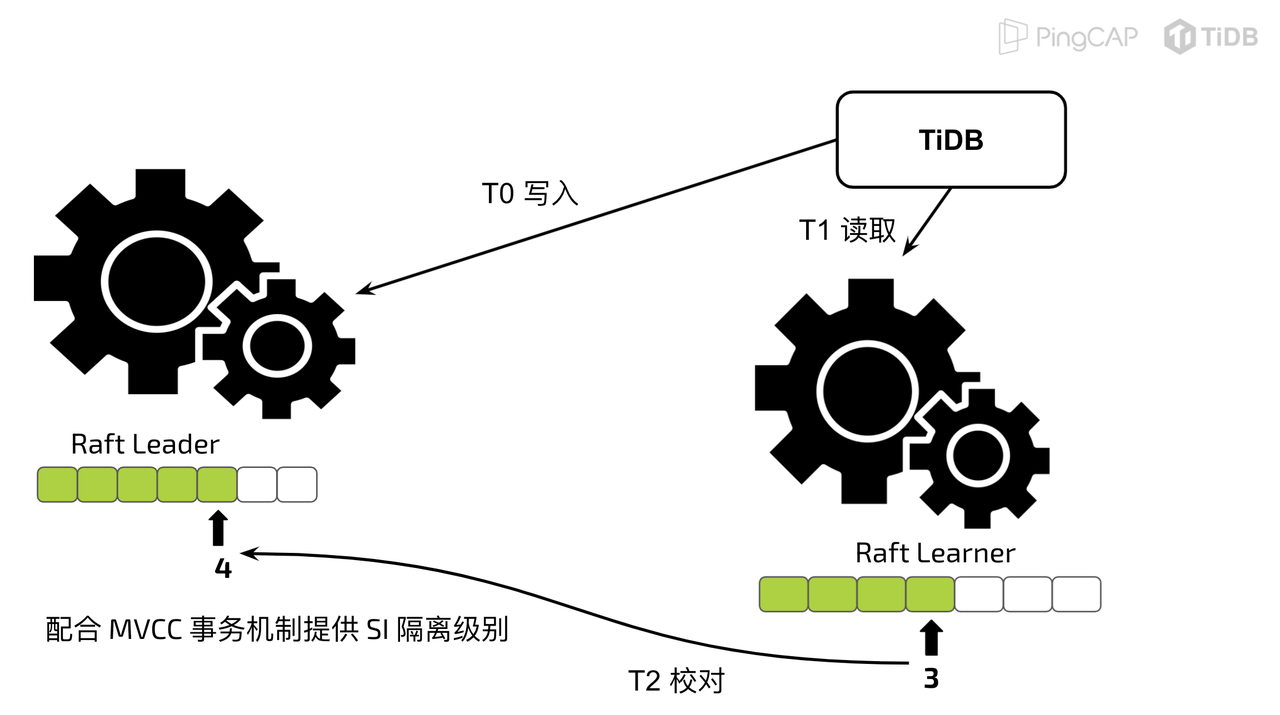 PingCAP TiDB
TiDB
T0 写入
T1 读取
Raft Leader
4
Raft Learner
3
配合 MVCC 事务机制提供 SI 隔离级别
T2 校对